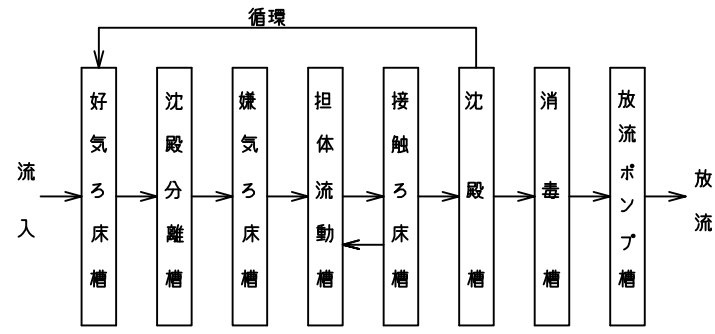 循環
流入
好気ろ床槽
沈殿分離槽
嫌気ろ床槽
担体流動槽
接触ろ床槽
沈殿槽
消毒槽
放流ポンプ槽
放流